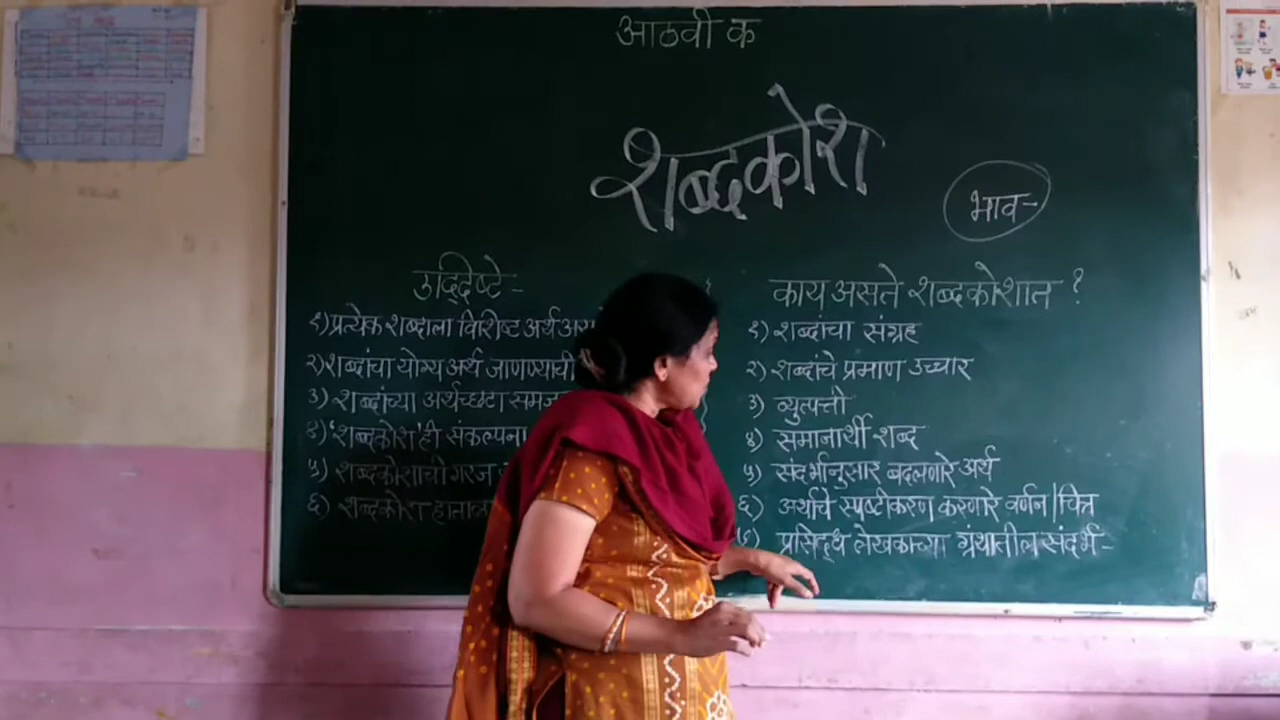 आठवी क
शब्दकोश
भाव-
उद्दिष्टे -
१) प्रत्येक शब्दाला विशिष्ट अर्थ
२) शब्दांचा योग्य अर्थ जाणण्याची
३) शब्दांच्या अर्थच्छटा
४) 'शब्दकोश' ही संकल्पना
५) शब्दकोशाची गरज
६) शब्दकोश
काय असते शब्दकोशात ?
१) शब्दांचा संग्रह
२) शब्दांचे प्रमाण उच्चार
३) व्युत्पत्ती
४) समानार्थी शब्द
५) संदर्भानुसार बदलणारे अर्थ
६) अर्थाचे स्पष्टीकरण करणारे वर्णन/चित्र
७) प्रसिद्ध लेखकाच्या ग्रंथातील संदर्भ -